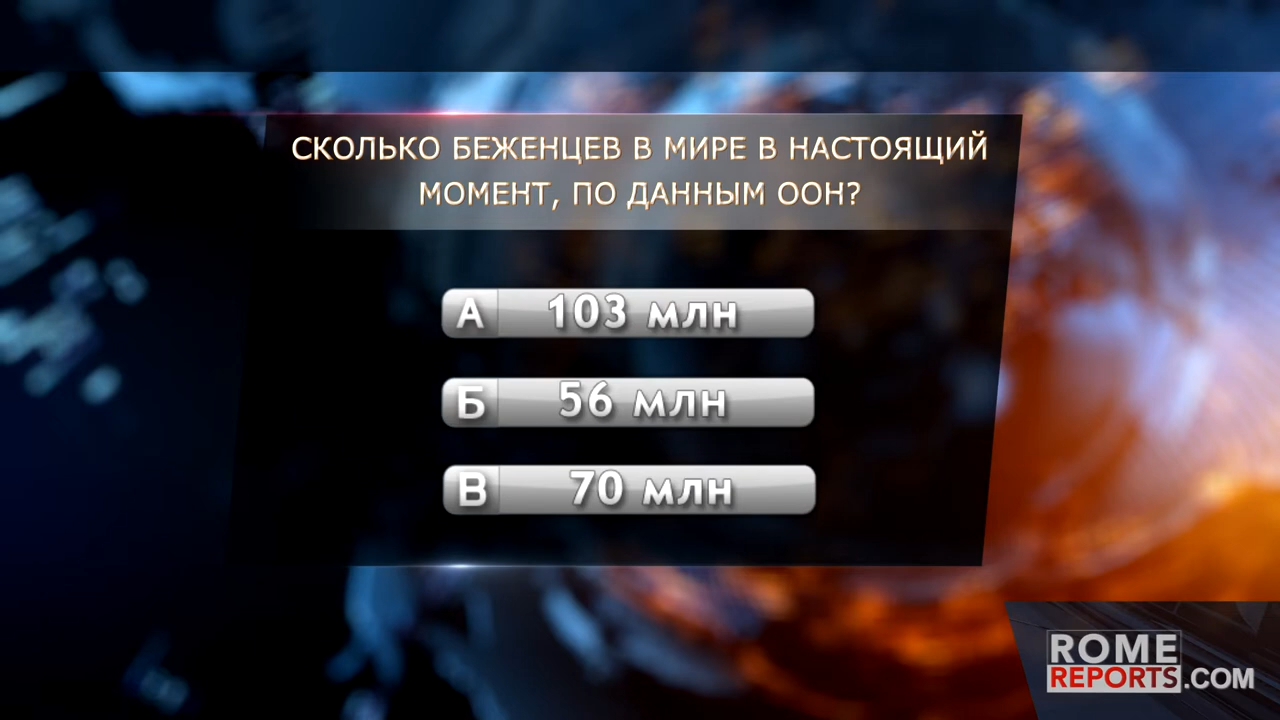 СКОЛЬКО БЕЖЕНЦЕВ В МИРЕ В НАСТОЯЩИЙ
МОМЕНТ, ПО ДАННЫМ ООН?
А 103 млн
Б 56 млн
В 70 млн
ROME
REPORTS.COM